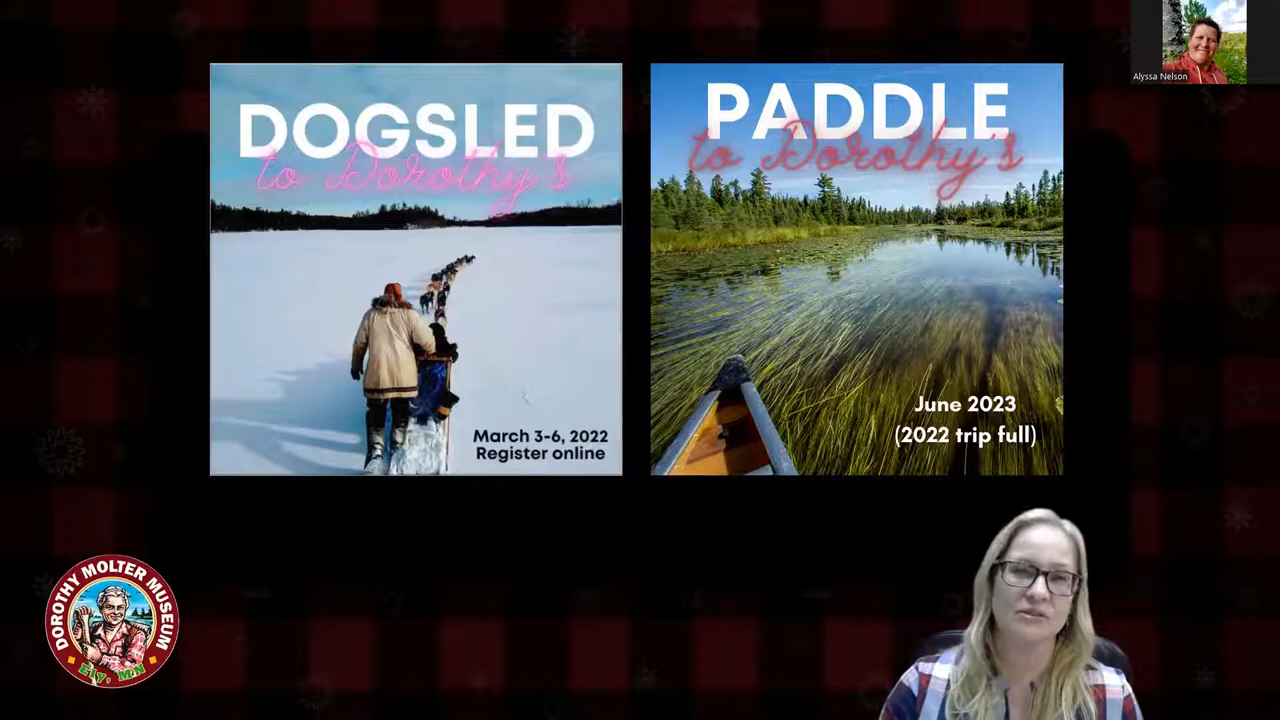 Alyssa Nelson
DOGSLED
to Dorothy's
March 3-6, 2022
Register online
PADDLE
to Dorothy's
June 2023
(2022 trip full)
DOROTHY MOLTER MUSEUM
Ely, MN